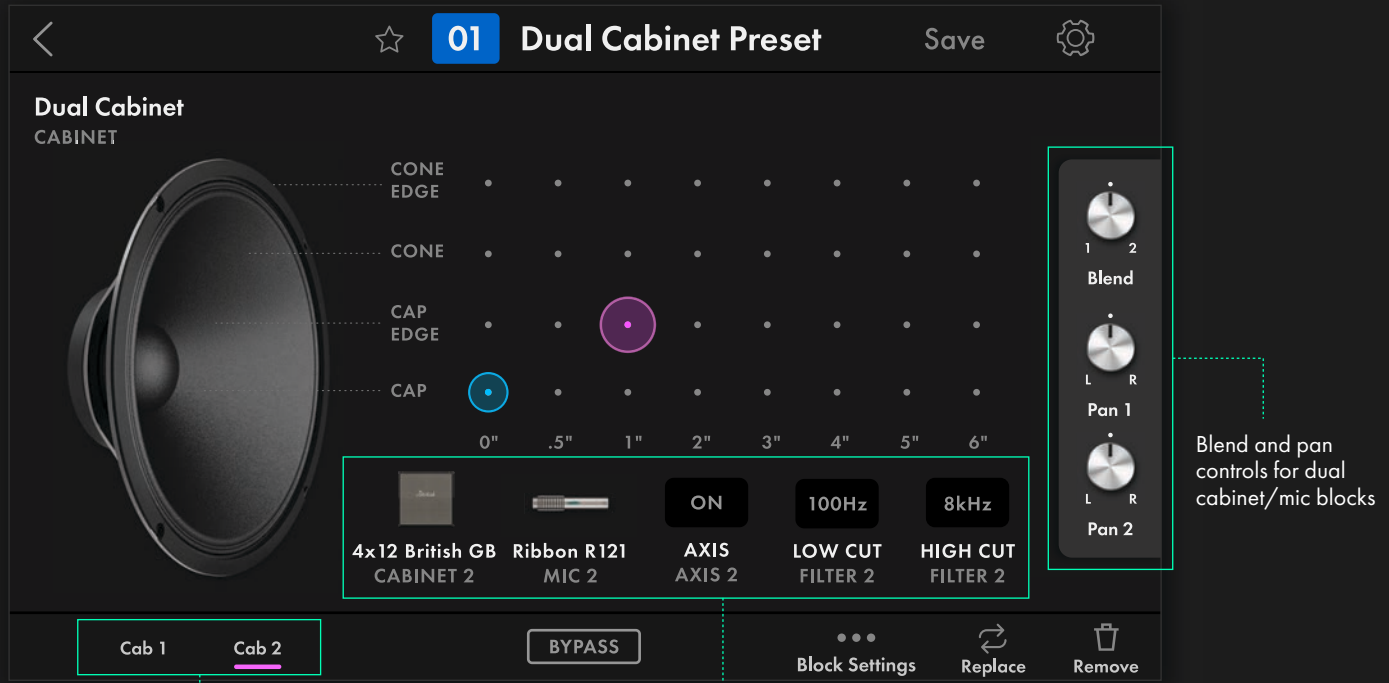 01 Dual Cabinet Preset Save
Dual Cabinet
CABINET
CONE
EDGE
CONE
CAP
EDGE
CAP
0" .5" 1" 2" 3" 4" 5" 6"
1 2
Blend
L R
Pan 1
L R
Pan 2
Blend and pan
controls for dual
cabinet/mic blocks
ON 100Hz 8kHz
4x12 British GB Ribbon R121 AXIS LOW CUT HIGH CUT
CABINET 2 MIC 2 AXIS 2 FILTER 2 FILTER 2
Cab 1 Cab 2 BYPASS Block Settings Replace Remove